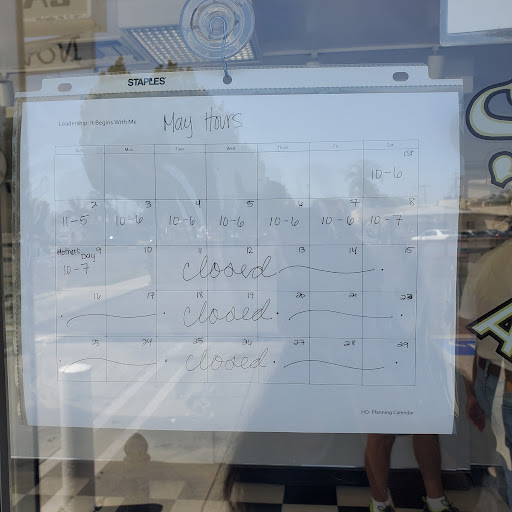 STAPLES
Leadership: It Begins With Me
May Hours
Sun Mon Tues Wed Thurs Fri Sat
1st
10-6
2 3 4 5 6 7 8
11-5 10-6 10-6 10-6 10-6 10-6 10-7
Mother's Day 9 10 11 12 13 14 15
10-7 closed
16 17 18 19 20 21 22
closed
23 24 25 26 27 28 29
closed
HQ: Planning Calendar